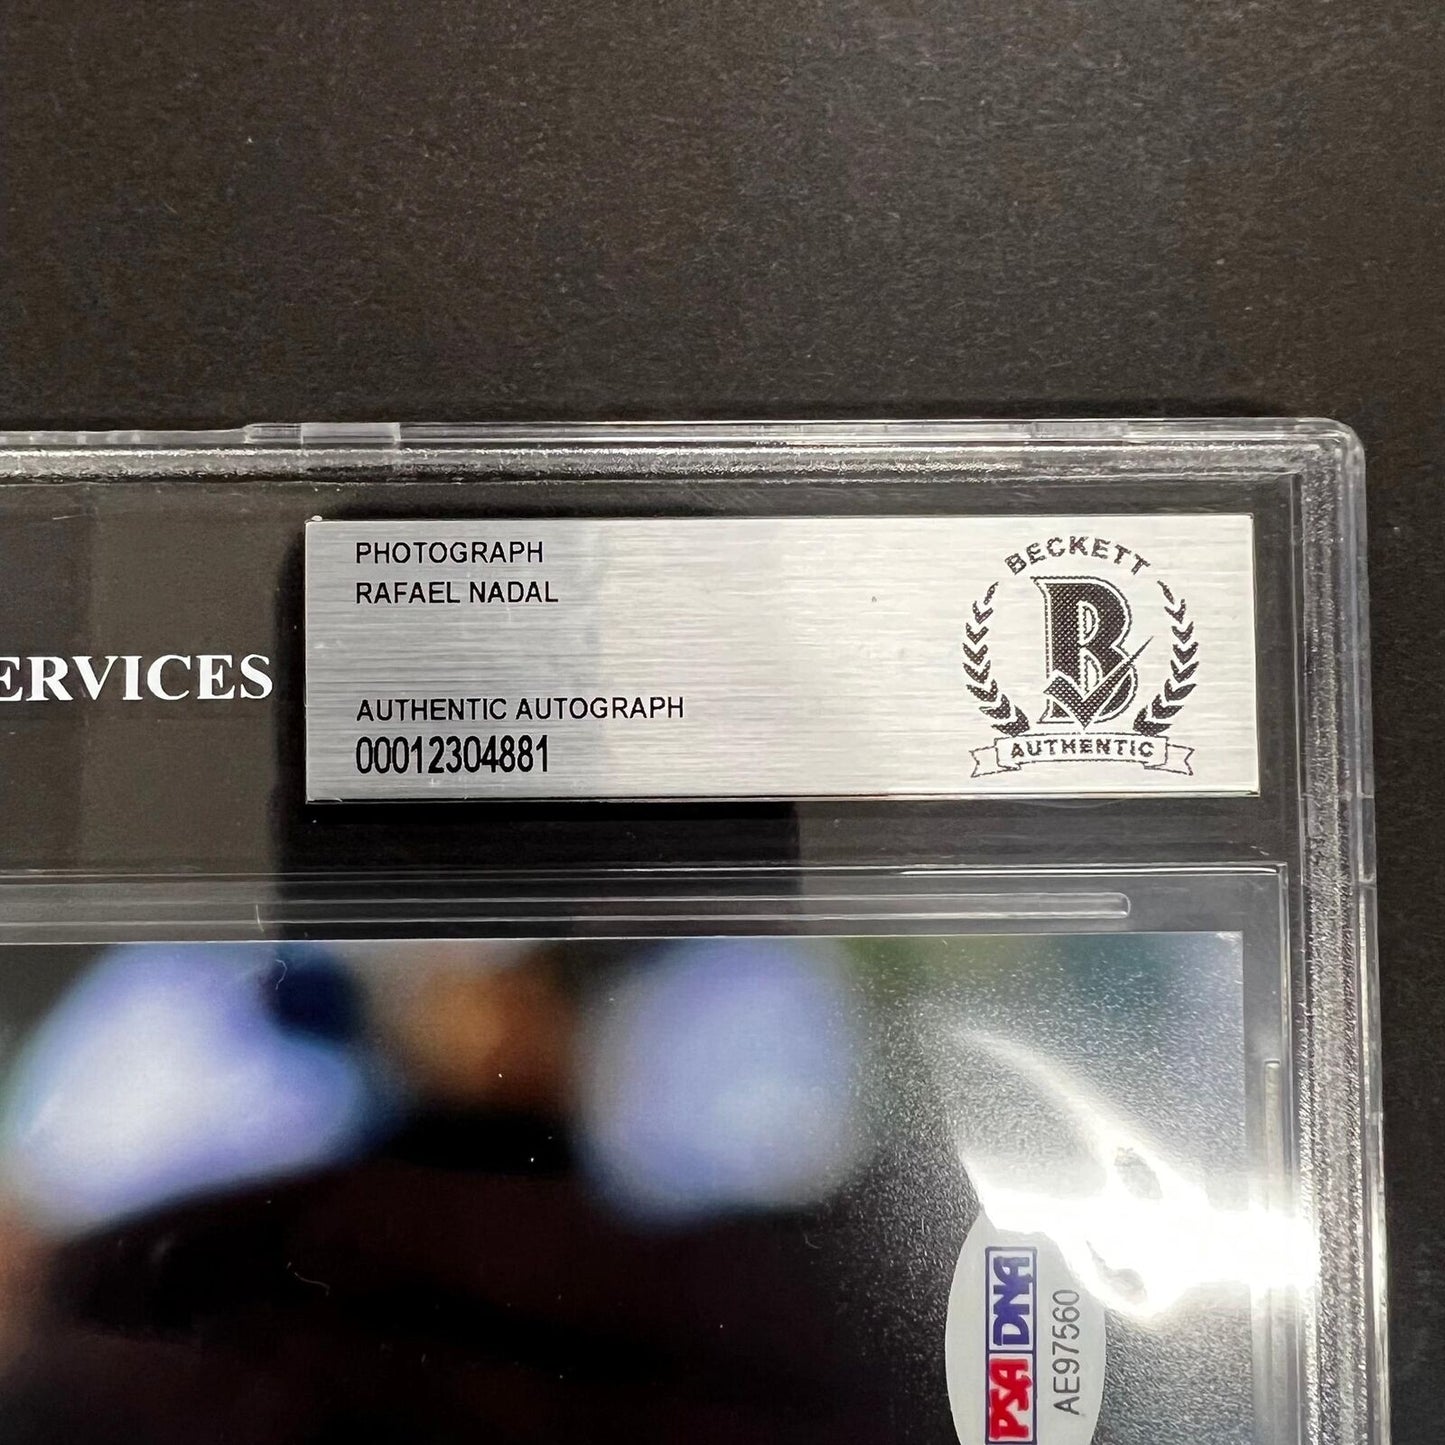 PHOTOGRAPH
RAFAEL NADAL
AUTHENTIC AUTOGRAPH
00012304881
BECKETT
B
AUTHENTIC
ERVICES
PSA DNA
AE97560